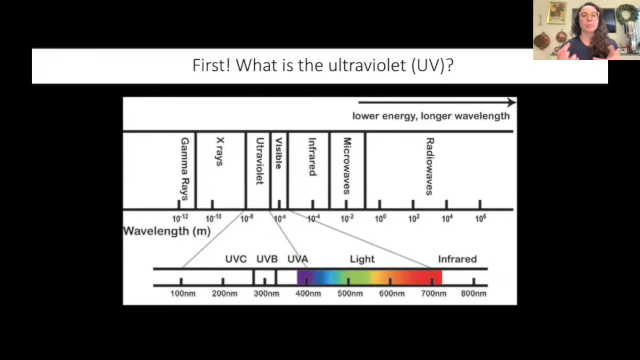 First! What is the ultraviolet (UV)?
lower energy, longer wavelength
Gamma Rays
X rays
Utraviolet
Visible
Infrared
Microwaves
Radiowaves
10-12 10-10 10-8 10-6 10-4 10-2 100 102 104 106
Wavelength (m)
UVC UVB UVA Light Infrared
100nm 200nm 300nm 400nm 500nm 600nm 700nm 800nm